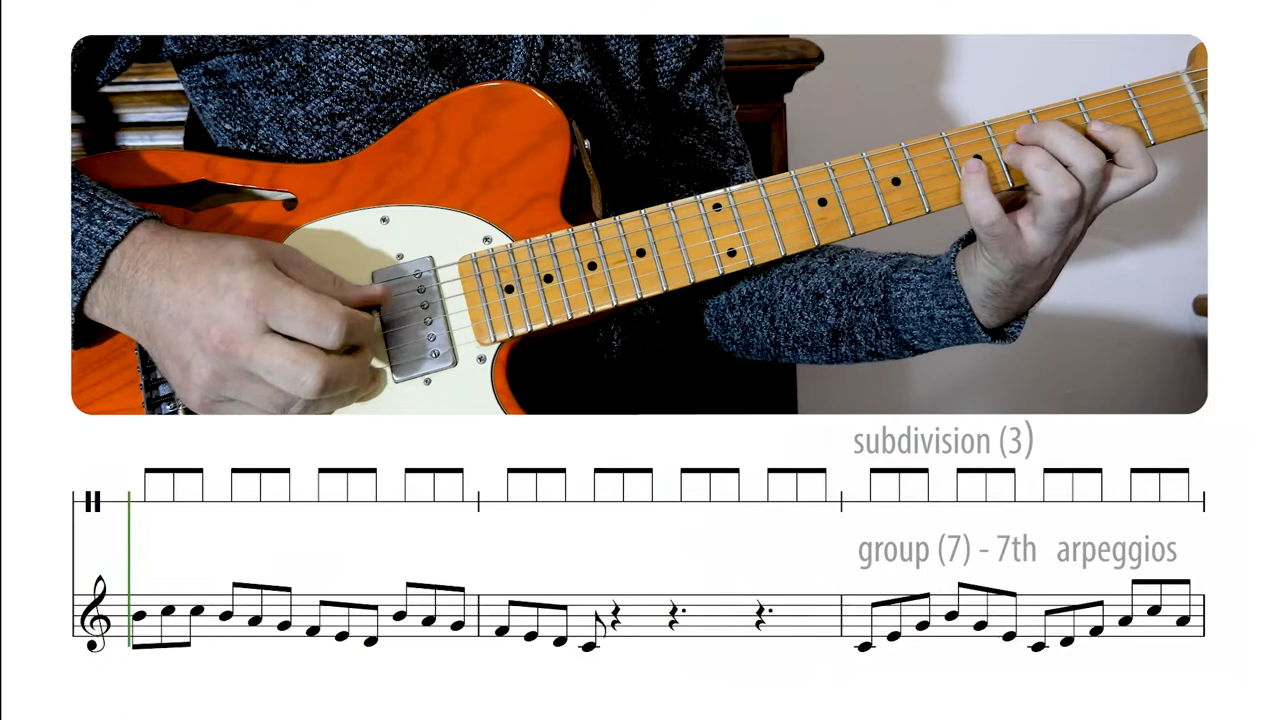 subdivision (3)
group (7) - 7th arpeggios